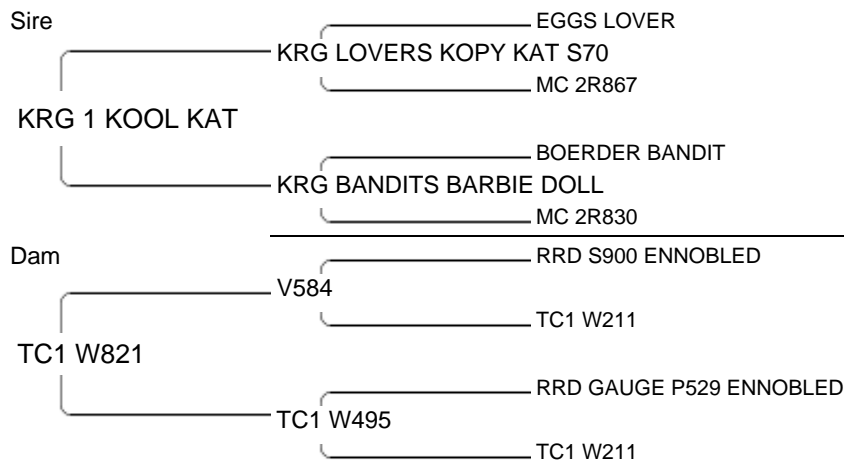 Sire
EGGS LOVER
KRG LOVERS KOPY KAT S70
MC 2R867
KRG 1 KOOL KAT
BOERDER BANDIT
KRG BANDITS BARBIE DOLL
MC 2R830
Dam
RRD S900 ENNOBLED
V584
TC1 W211
TC1 W821
RRD GAUGE P529 ENNOBLED
TC1 W495
TC1 W211